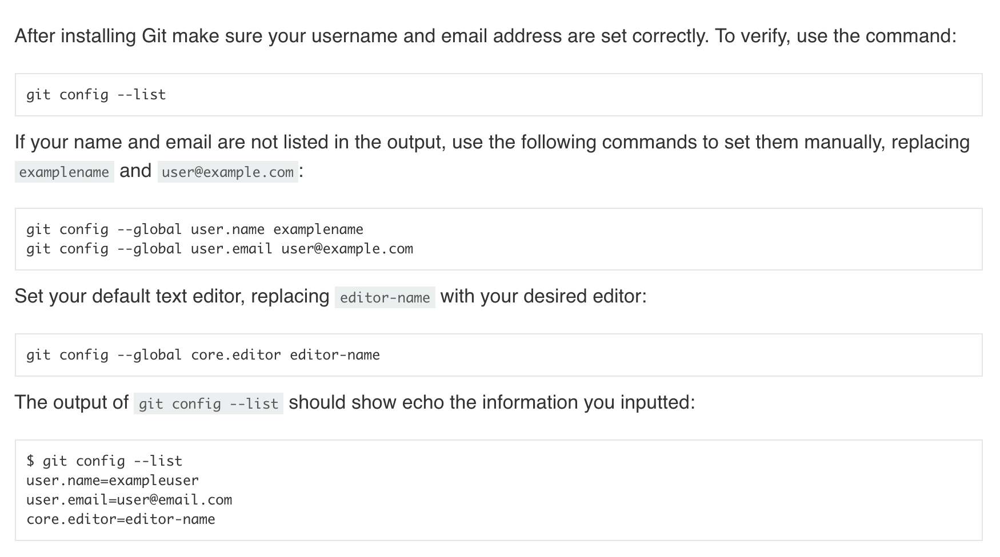 After installing Git make sure your username and email address are set correctly. To verify, use the command:
git config --list
If your name and email are not listed in the output, use the following commands to set them manually, replacing
examplename and user@example.com:
git config --global user.name examplename
git config --global user.email user@example.com
Set your default text editor, replacing editor-name with your desired editor:
git config --global core.editor editor-name
The output of git config --list should show echo the information you inputted:
$ git config --list
user.name=exampleuser
user.email=user@email.com
core.editor=editor-name